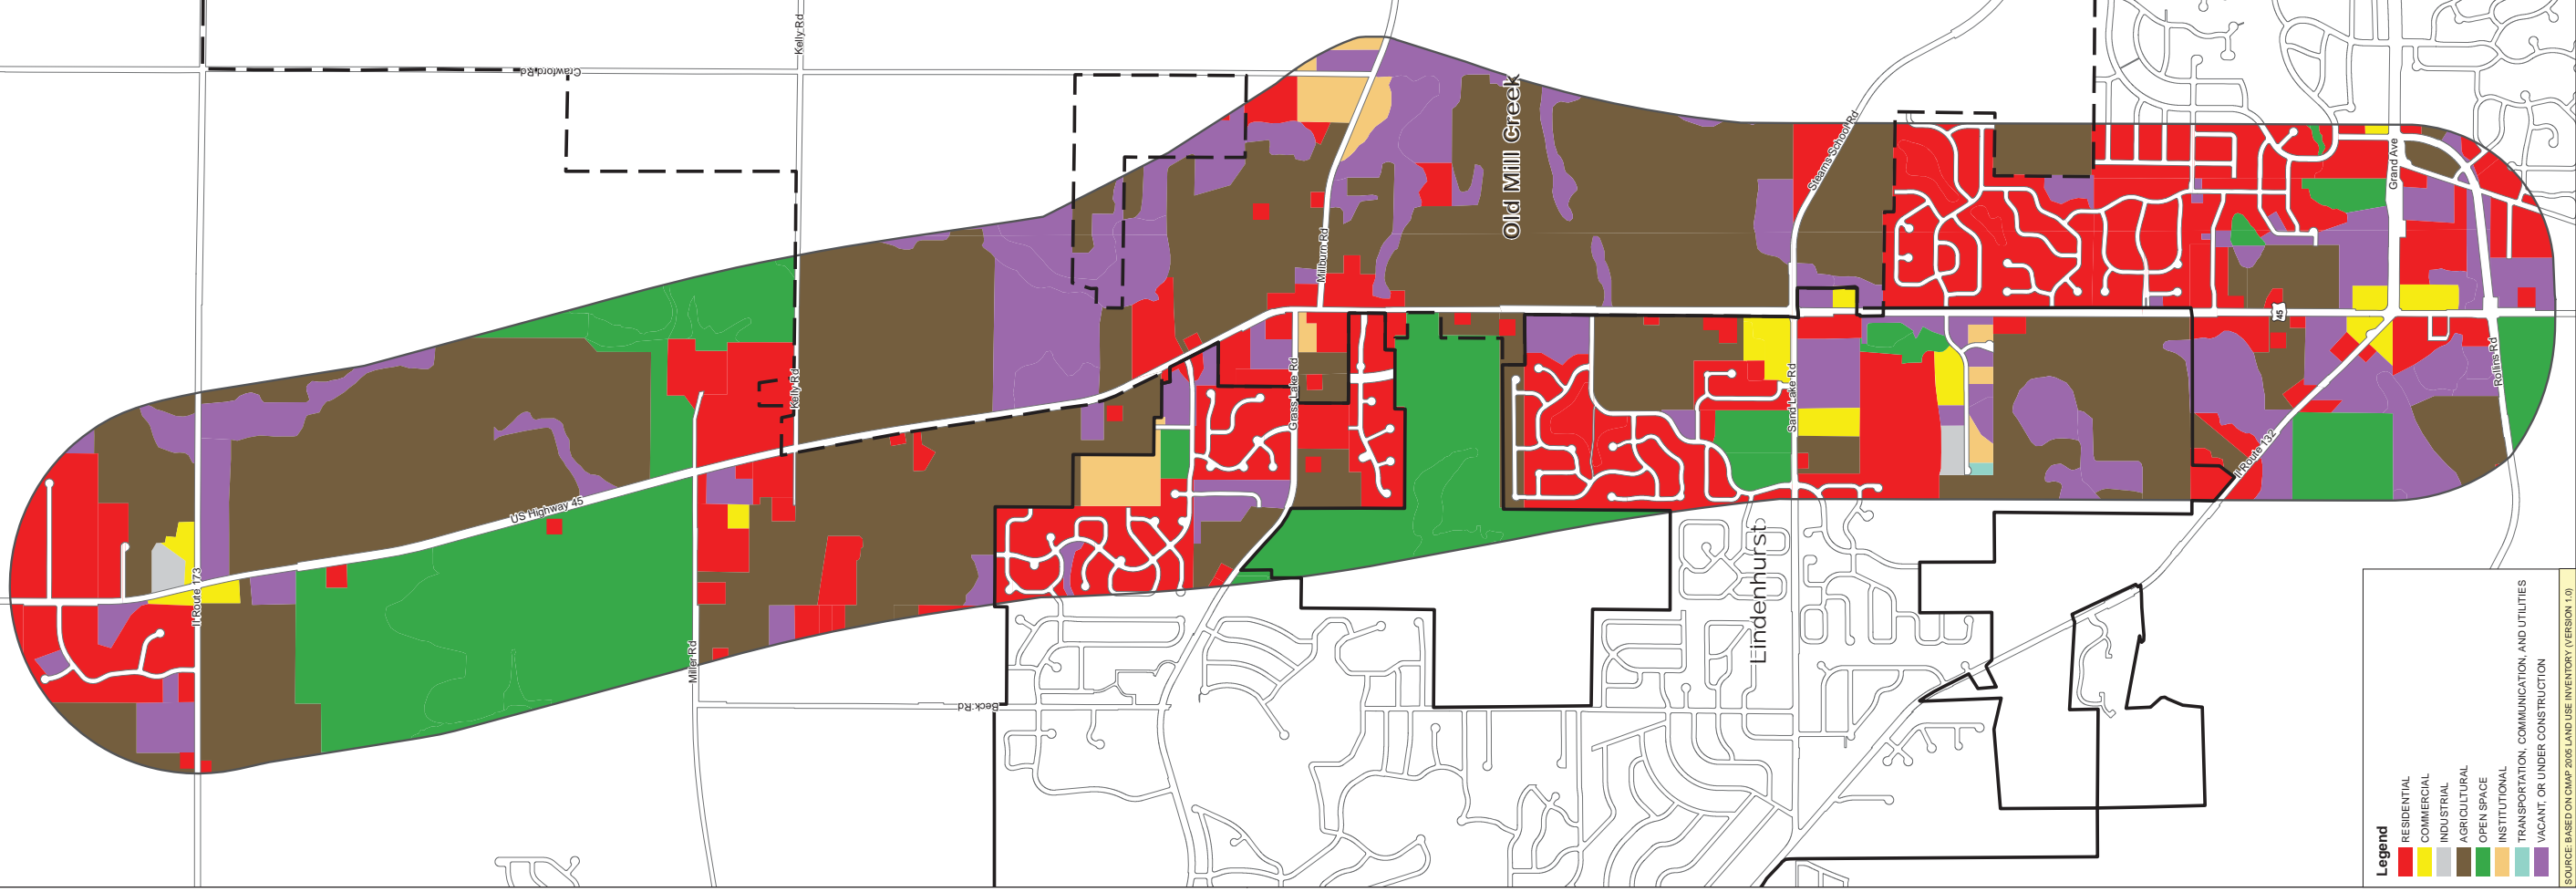 Crawford Rd
Kelly Rd
Old Mill Creek
Stearns School Rd
Grand Ave
Millburn Rd
45
Kelly Rd
Grass Lake Rd
Sand Lake Rd
Rollins Rd
US Highway 45
Il Route 132
Il Route 173
Miller Rd
Lindenhurst
Beck Rd
Legend
RESIDENTIAL
COMMERCIAL
INDUSTRIAL
AGRICULTURAL
OPEN SPACE
INSTITUTIONAL
TRANSPORTATION, COMMUNICATION, AND UTILITIES
VACANT, OR UNDER CONSTRUCTION
SOURCE: BASED ON CMAP 2005 LAND USE INVENTORY (VERSION 1.0)